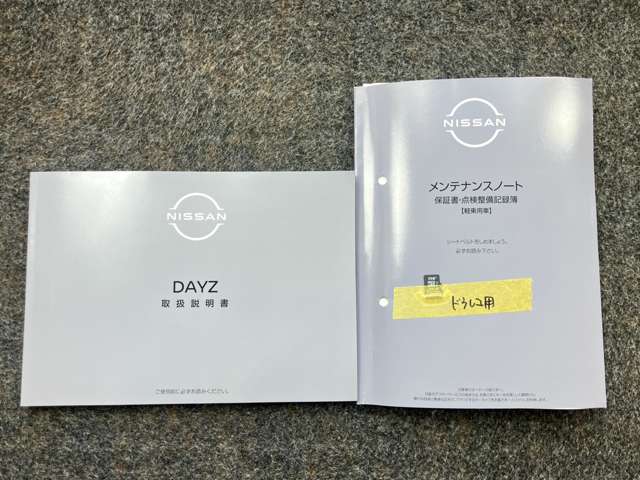 NISSAN
DAYZ
取扱説明書
ご使用前に必ずお読みください。
NISSAN
メンテナンスノート
保証書・点検整備記録簿
【軽乗用車】
シートベルトをしめましょう。
必ずお読み下さい。
ドラレコ用